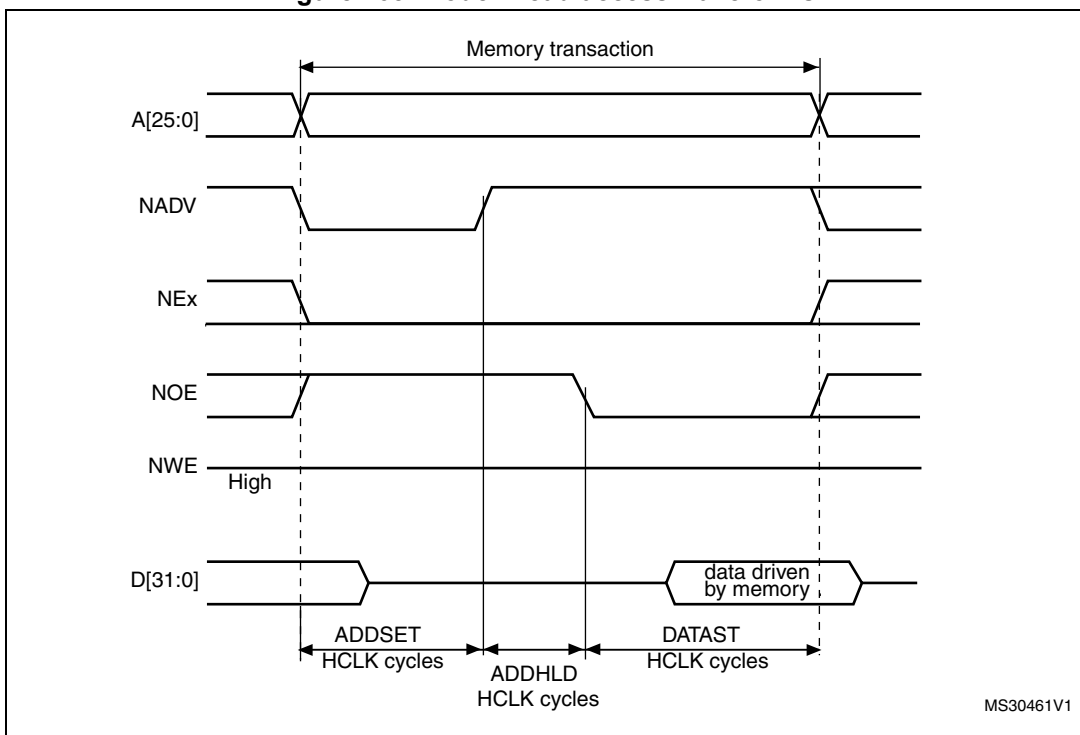 Memory transaction
A[25:0]
NADV
NEx
NOE
NWE
High
D[31:0]
data driven
by memory
ADDSET
HCLK cycles
ADDHLD
HCLK cycles
DATAST
HCLK cycles
MS30461V1